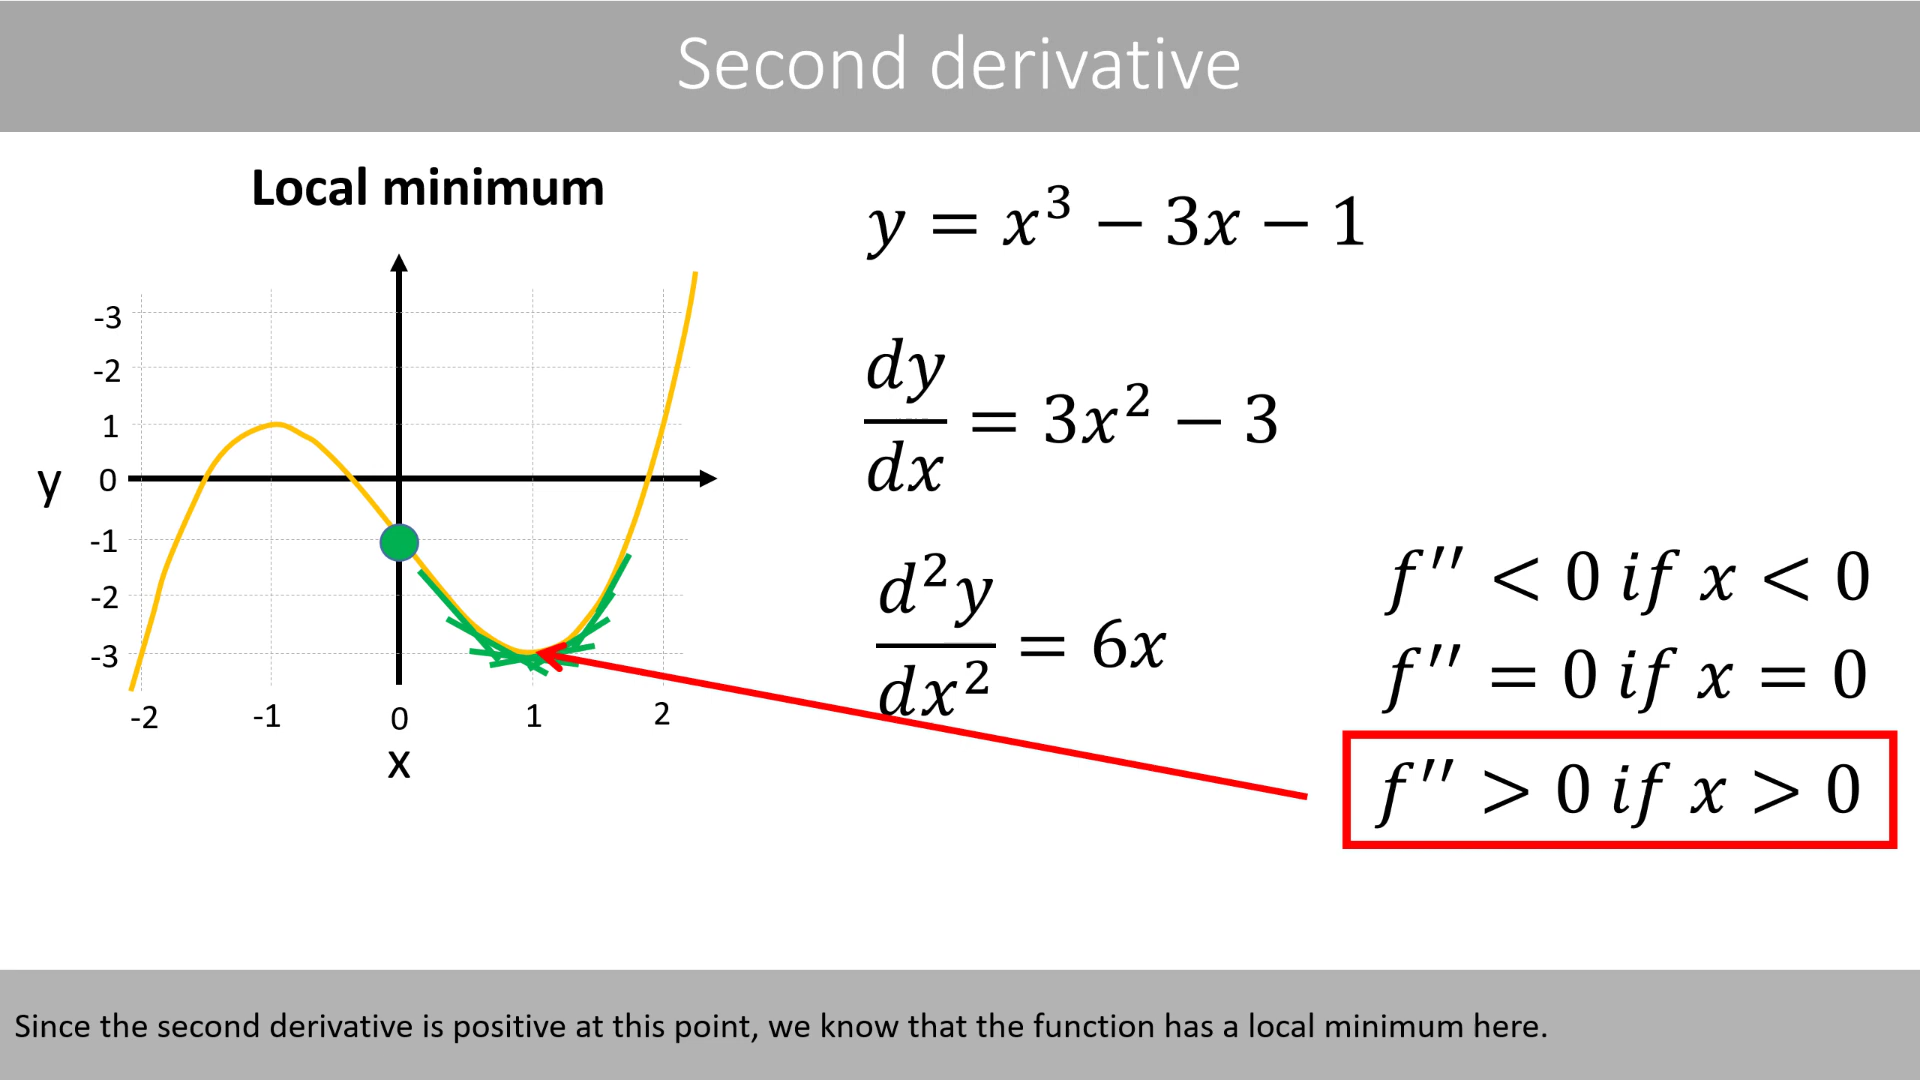 Second derivative
Local minimum
y = x³ − 3x − 1
dy/dx = 3x² − 3
d²y/dx² = 6x
f′′ < 0 if x < 0
f′′ = 0 if x = 0
f′′ > 0 if x > 0
-3
-2
1
y 0
-1
-2
-3
-2 -1 0 1 2
x
Since the second derivative is positive at this point, we know that the function has a local minimum here.